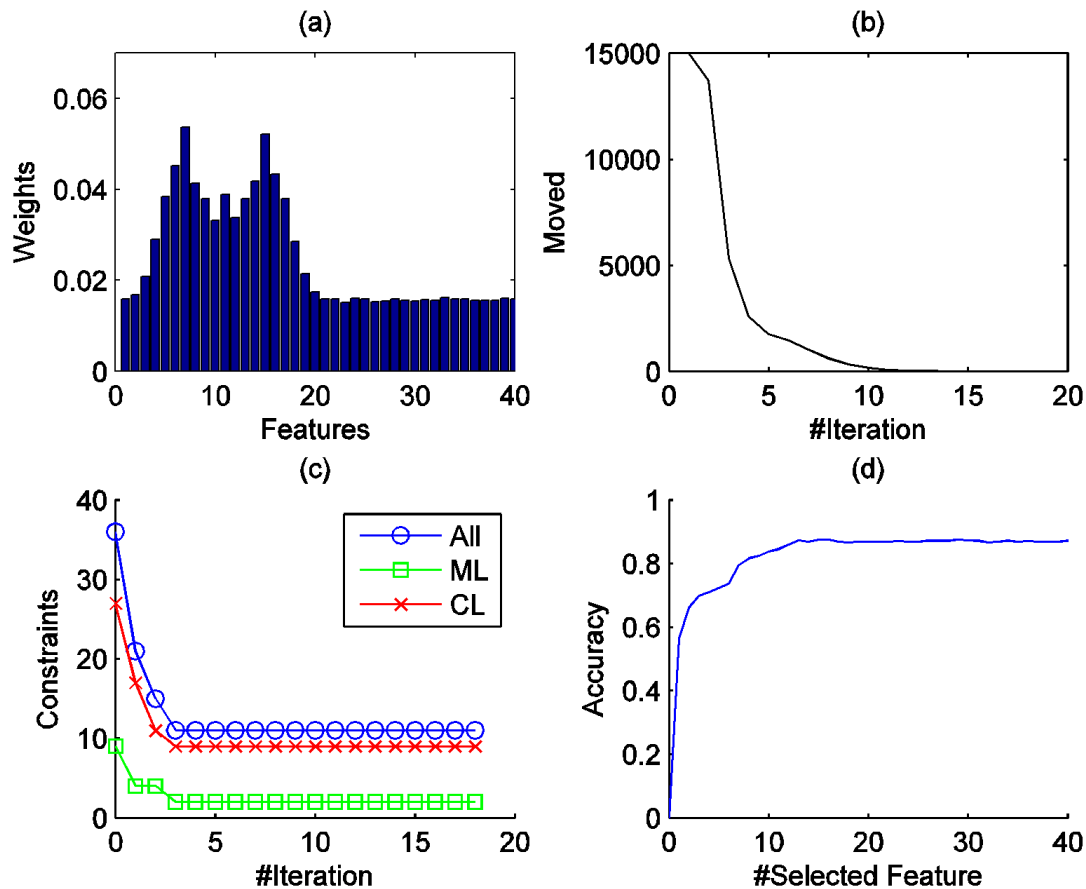 (a)
0.06
0.04
0.02
0
Weights
0 10 20 30 40
Features
(b)
15000
10000
5000
0
Moved
0 5 10 15 20
#Iteration
(c)
40
30
20
10
0
Constraints
All
ML
CL
0 5 10 15 20
#Iteration
(d)
1
0.8
0.6
0.4
0.2
0
Accuracy
0 10 20 30 40
#Selected Feature